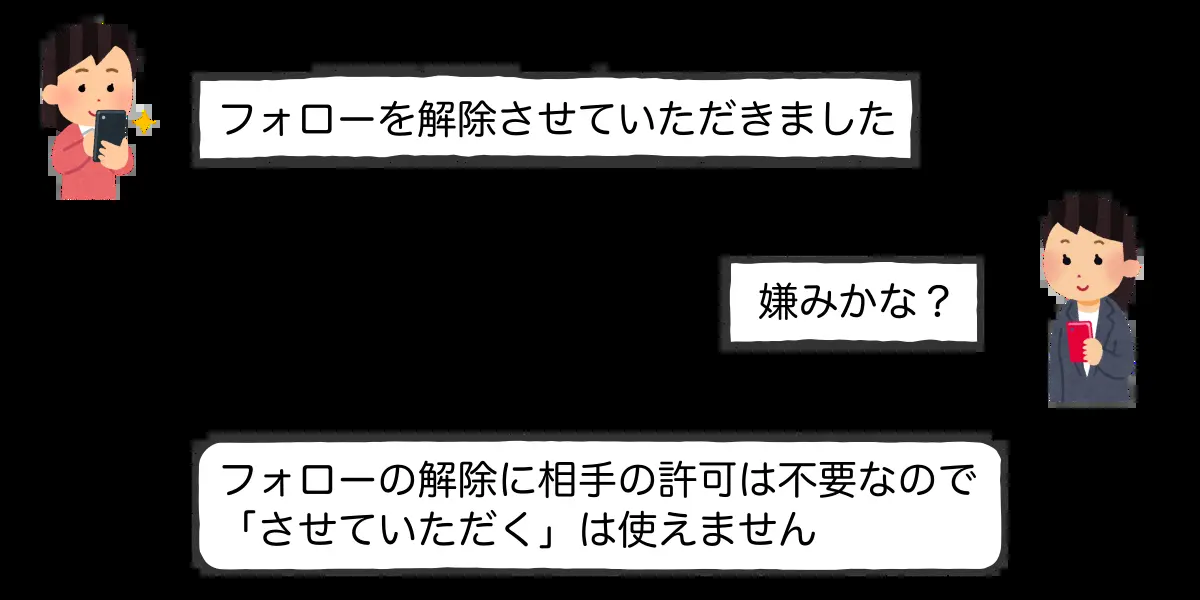 フォローを解除させていただきました
嫌みかな？
フォローの解除に相手の許可は不要なので
「させていただく」は使えません